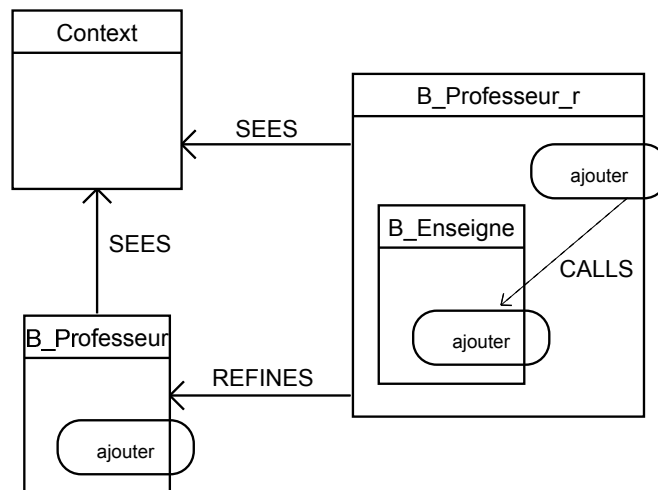 Context
B_Professeur_r
SEES
ajouter
B_Enseigne
SEES
CALLS
B_Professeur
ajouter
REFINES
ajouter